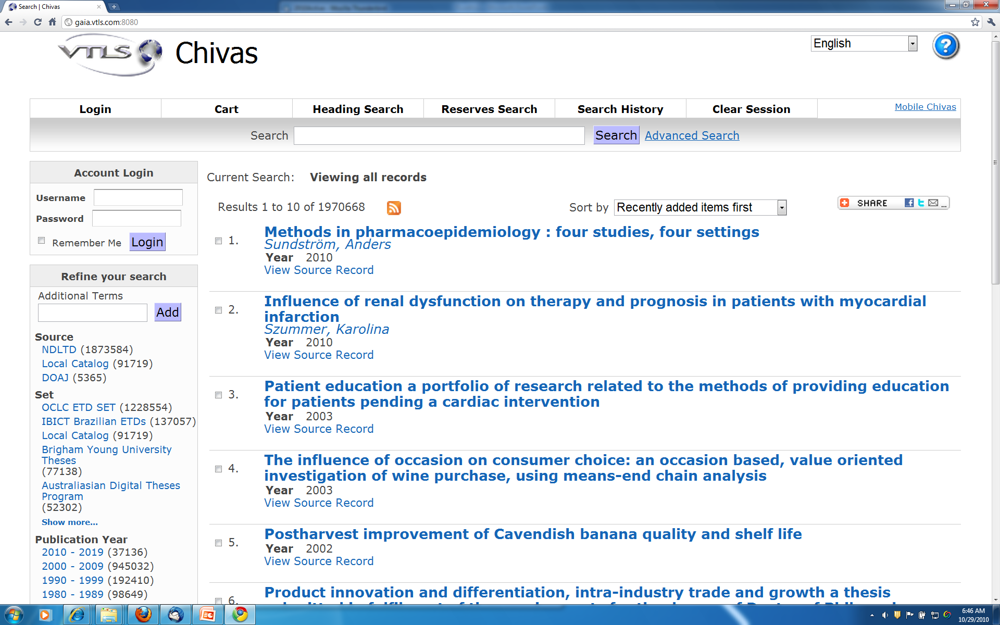 Search | Chivas
gaia.vtls.com:8080
VTLS Chivas
English
?
Login Cart Heading Search Reserves Search Search History Clear Session Mobile Chivas
Search Search Advanced Search
Account Login
Username
Password
Remember Me Login
Refine your search
Additional Terms
Add
Source
NDLTD (1873584)
Local Catalog (91719)
DOAJ (5365)
Set
OCLC ETD SET (1228554)
IBICT Brazilian ETDs (137057)
Local Catalog (91719)
Brigham Young University
Theses
(77138)
Australiasian Digital Theses
Program
(52302)
Show more...
Publication Year
2010 - 2019 (37136)
2000 - 2009 (945032)
1990 - 1999 (192410)
1980 - 1989 (98649)
Current Search: Viewing all records
Results 1 to 10 of 1970668
Sort by Recently added items first
SHARE ...
1. Methods in pharmacoepidemiology : four studies, four settings
Sundström, Anders
Year 2010
View Source Record
2. Influence of renal dysfunction on therapy and prognosis in patients with myocardial
infarction
Szummer, Karolina
Year 2010
View Source Record
3. Patient education a portfolio of research related to the methods of providing education
for patients pending a cardiac intervention
Year 2003
View Source Record
4. The influence of occasion on consumer choice: an occasion based, value oriented
investigation of wine purchase, using means-end chain analysis
Year 2003
View Source Record
5. Postharvest improvement of Cavendish banana quality and shelf life
Year 2002
View Source Record
6. Product innovation and differentiation, intra-industry trade and growth a thesis
6:46 AM
10/29/2010